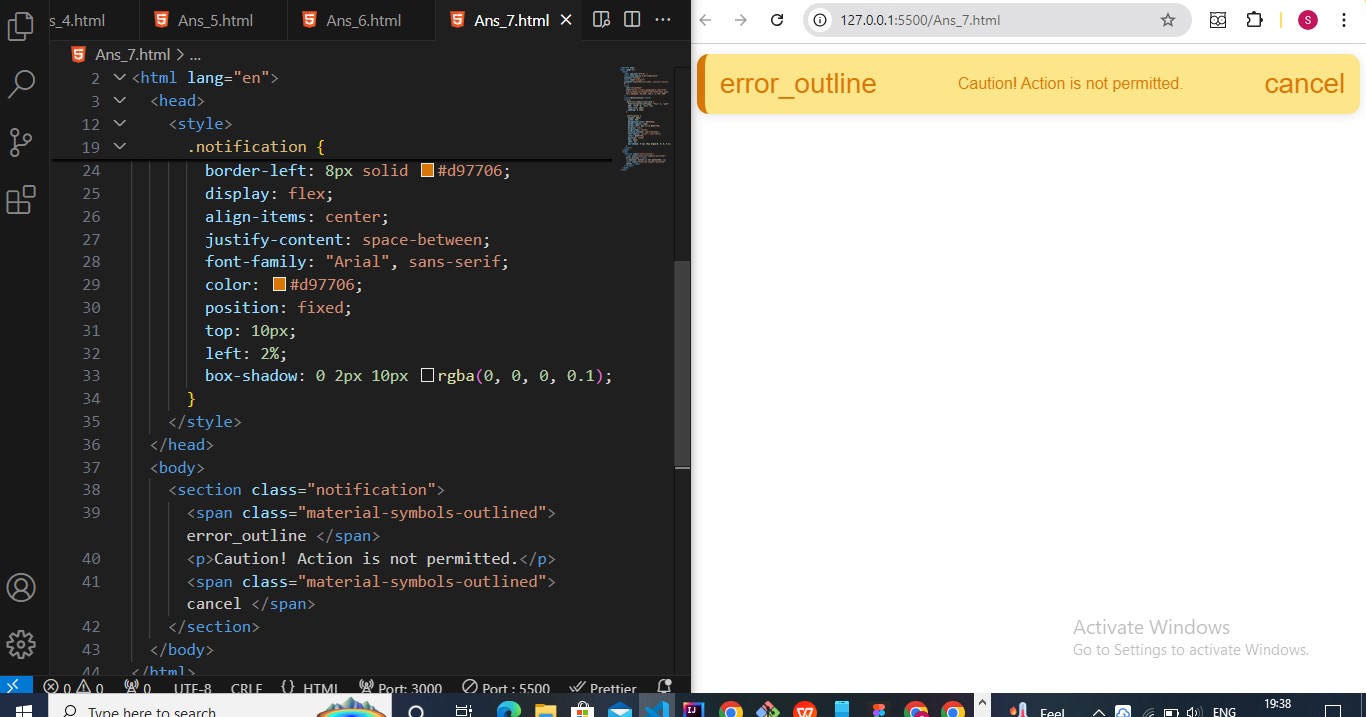 s_4.html
Ans_5.html
Ans_6.html
Ans_7.html
Ans_7.html > ...
2 <html lang="en">
3 <head>
12 <style>
19 .notification {
24 border-left: 8px solid #d97706;
25 display: flex;
26 align-items: center;
27 justify-content: space-between;
28 font-family: "Arial", sans-serif;
29 color: #d97706;
30 position: fixed;
31 top: 10px;
32 left: 2%;
33 box-shadow: 0 2px 10px rgba(0, 0, 0, 0.1);
34 }
35 </style>
36 </head>
37 <body>
38 <section class="notification">
39 <span class="material-symbols-outlined">
error_outline </span>
40 <p>Caution! Action is not permitted.</p>
41 <span class="material-symbols-outlined">
cancel </span>
42 </section>
43 </body>
44 </html>
0 0 0 UTF-8 CRLF {} HTML Port: 3000 Port : 5500 Prettier
127.0.0.1:5500/Ans_7.html
S
error_outline
Caution! Action is not permitted.
cancel
Activate Windows
Go to Settings to activate Windows.
Type here to search
Feel
ENG
19:38